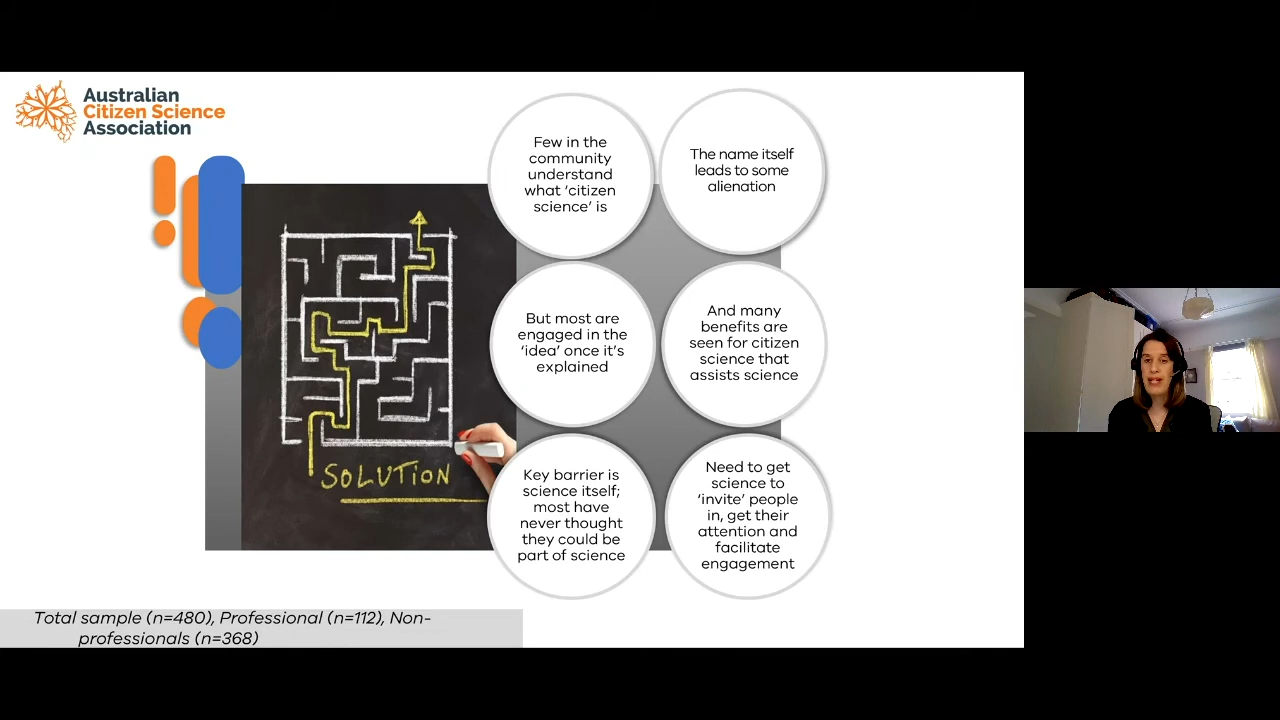 Australian
Citizen Science
Association
Few in the
community
understand
what ‘citizen
science’ is
The name itself
leads to some
alienation
But most are
engaged in the
‘idea’ once it’s
explained
And many
benefits are
seen for citizen
science that
assists science
Key barrier is
science itself;
most have
never thought
they could be
part of science
Need to get
science to
‘invite’ people
in, get their
attention and
facilitate
engagement
SOLUTION
Total sample (n=480), Professional (n=112), Non-
professionals (n=368)